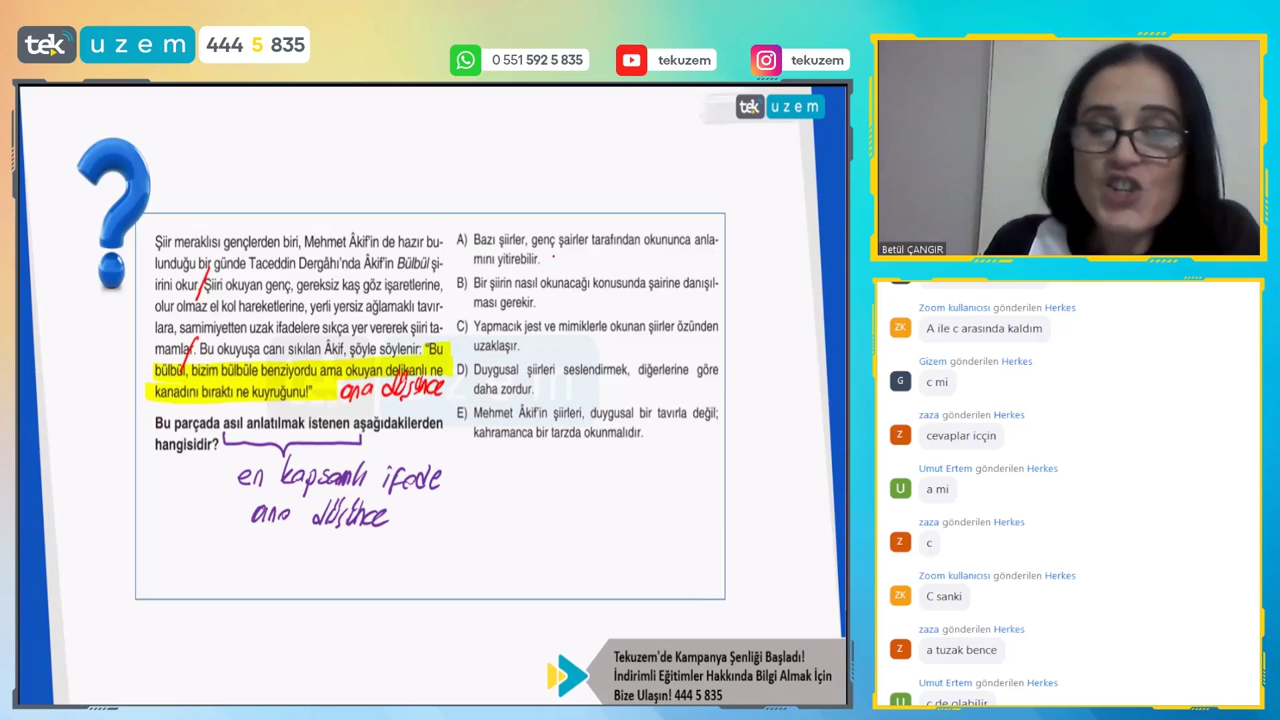 tek uzem 444 5 835
0 551 592 5 835
tekuzem
tekuzem
tek uzem
Şiir meraklısı gençlerden biri, Mehmet Âkif'in de hazır bu-
lunduğu bir günde Taceddin Dergâhı'nda Âkif'in Bülbül şi-
irini okur. Şiiri okuyan genç, gereksiz kaş göz işaretlerine,
olur olmaz el kol hareketlerine, yerli yersiz ağlamaklı tavır-
lara, samimiyetten uzak ifadelere sıkça yer vererek şiiri ta-
mamlar. Bu okuyuşa canı sıkılan Âkif, şöyle söylenir: “Bu
bülbül, bizim bülbüle benziyordu ama okuyan delikanlı ne
kanadını bıraktı ne kuyruğunu!”
ana düşünce
Bu parçada asıl anlatılmak istenen aşağıdakilerden
hangisidir?
en kapsamlı ifade
ana düşünce
A) Bazı şiirler, genç şairler tarafından okununca anla-
mını yitirebilir.
B) Bir şiirin nasıl okunacağı konusunda şairine danışıl-
ması gerekir.
C) Yapmacık jest ve mimiklerle okunan şiirler özünden
uzaklaşır.
D) Duygusal şiirleri seslendirmek, diğerlerine göre
daha zordur.
E) Mehmet Âkif'in şiirleri, duygusal bir tavırla değil;
kahramanca bir tarzda okunmalıdır.
Tekuzem'de Kampanya Şenliği Başladı!
İndirimli Eğitimler Hakkında Bilgi Almak İçin
Bize Ulaşın! 444 5 835
Betül ÇANGIR
Zoom kullanıcısı gönderilen Herkes
ZK A ile c arasında kaldım
Gizem gönderilen Herkes
G c mi
zaza gönderilen Herkes
Z cevaplar icçin
Umut Ertem gönderilen Herkes
U a mi
zaza gönderilen Herkes
Z c
Zoom kullanıcısı gönderilen Herkes
ZK C sanki
zaza gönderilen Herkes
Z a tuzak bence
Umut Ertem gönderilen Herkes
U c de olabilir